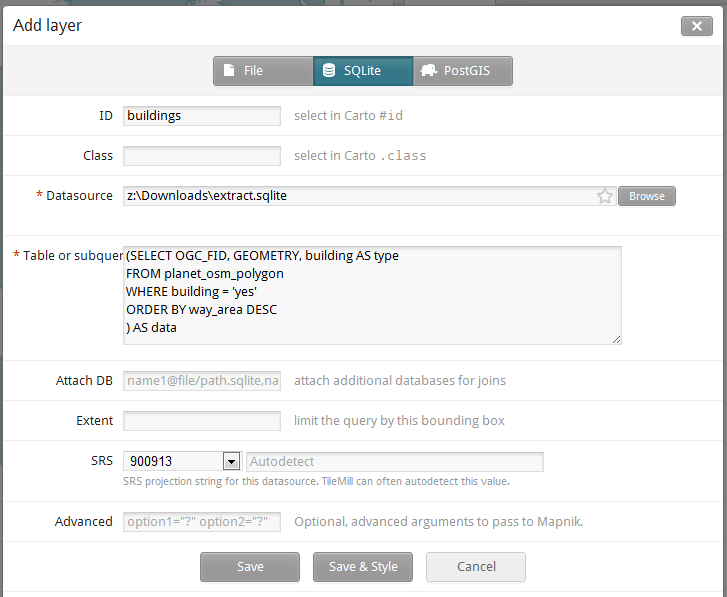 Add layer
File SQLite PostGIS
ID buildings select in Carto #id
Class select in Carto .class
* Datasource z:\Downloads\extract.sqlite Browse
* Table or subquer (SELECT OGC_FID, GEOMETRY, building AS type
FROM planet_osm_polygon
WHERE building = 'yes'
ORDER BY way_area DESC
) AS data
Attach DB name1@file/path.sqlite,na attach additional databases for joins
Extent limit the query by this bounding box
SRS 900913 Autodetect
SRS projection string for this datasource. TileMill can often autodetect this value.
Advanced option1="?" option2="?" Optional, advanced arguments to pass to Mapnik.
Save Save & Style Cancel